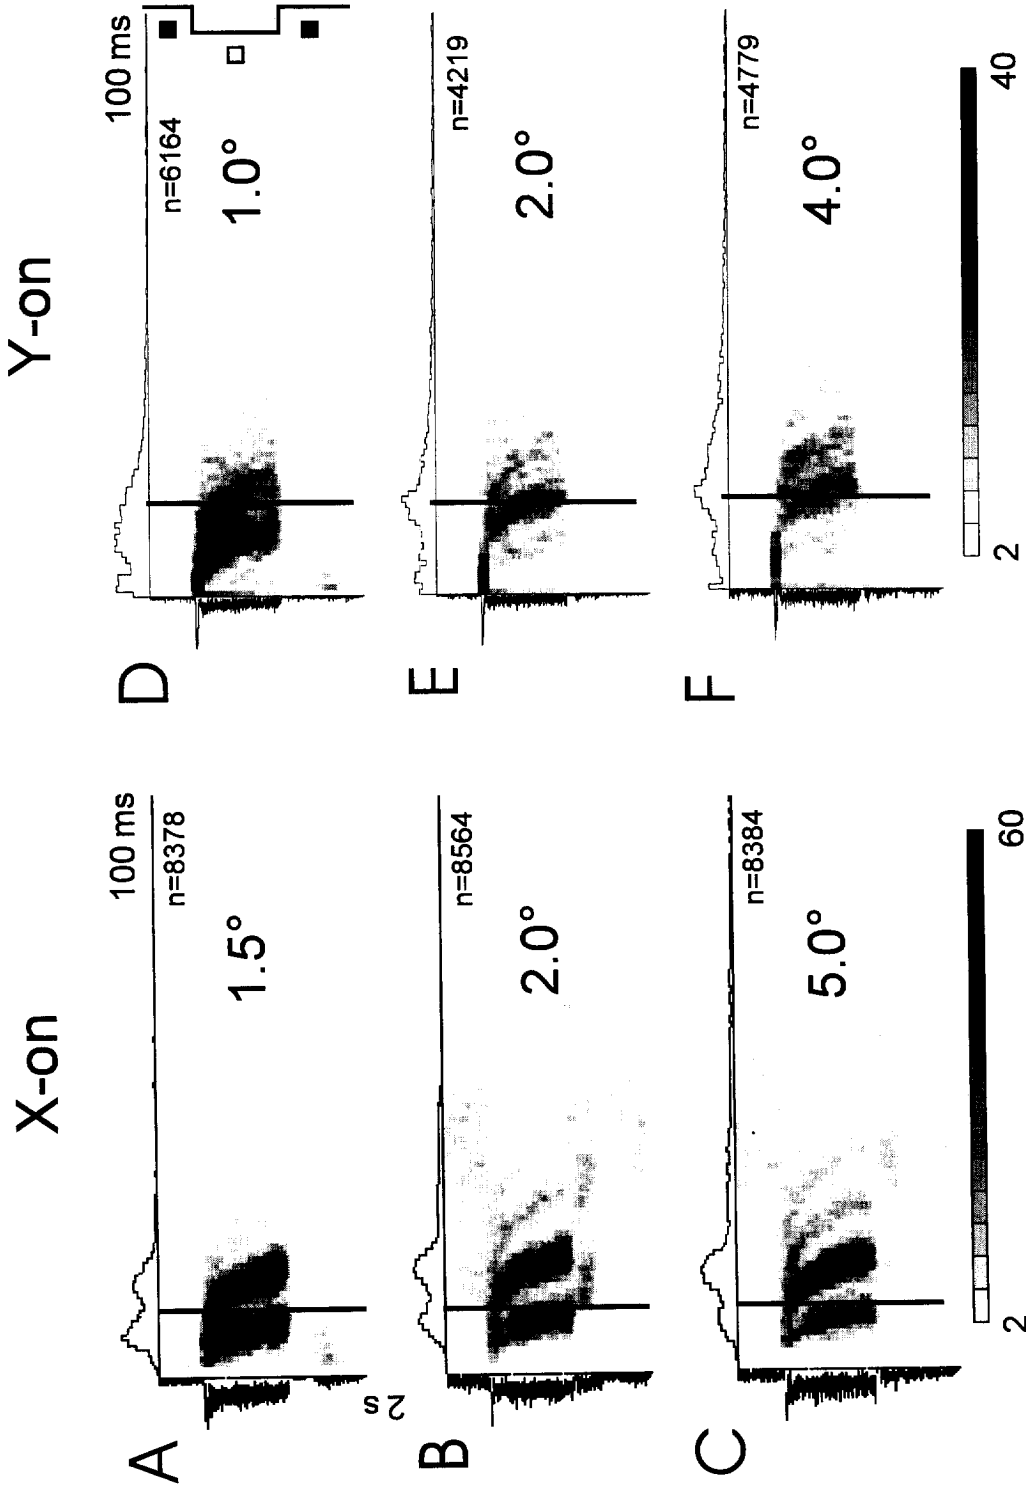 X-on
Y-on
A
100 ms
n=8378
1.5°
2 s
B
n=8564
2.0°
C
n=8384
5.0°
2
60
D
100 ms
n=6164
1.0°
E
n=4219
2.0°
F
n=4779
4.0°
2
40